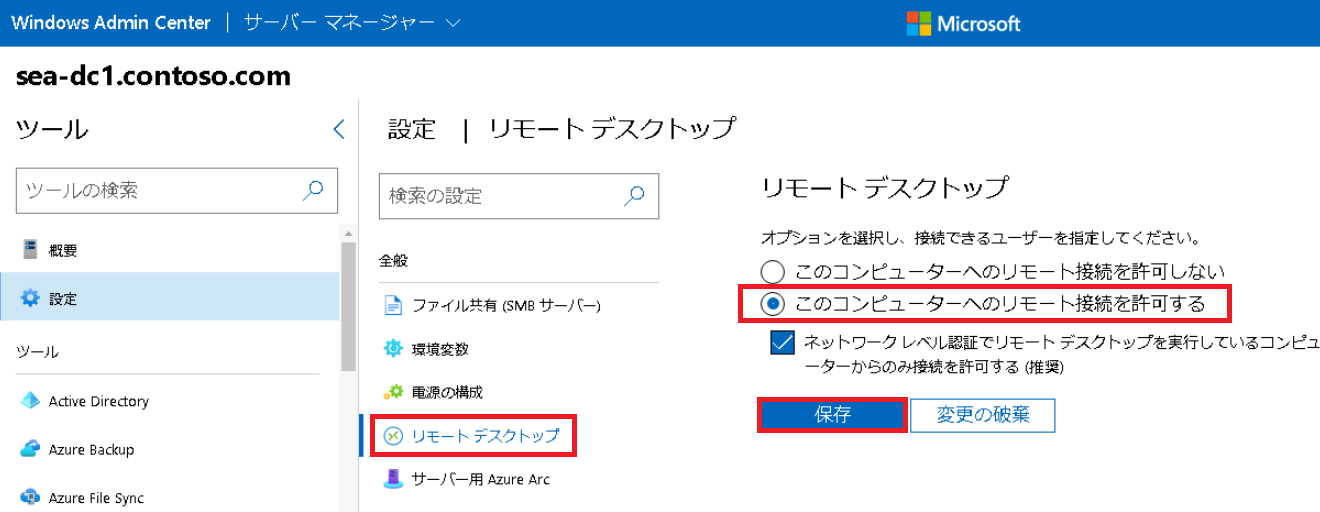 Windows Admin Center | サーバー マネージャー
Microsoft
sea-dc1.contoso.com
ツール
ツールの検索
概要
設定
ツール
Active Directory
Azure Backup
Azure File Sync
設定 | リモート デスクトップ
検索の設定
全般
ファイル共有 (SMB サーバー)
環境変数
電源の構成
リモート デスクトップ
サーバー用 Azure Arc
リモート デスクトップ
オプションを選択し、接続できるユーザーを指定してください。
このコンピューターへのリモート接続を許可しない
このコンピューターへのリモート接続を許可する
ネットワーク レベル認証でリモート デスクトップを実行しているコンピュ
ーターからのみ接続を許可する (推奨)
保存
変更の破棄